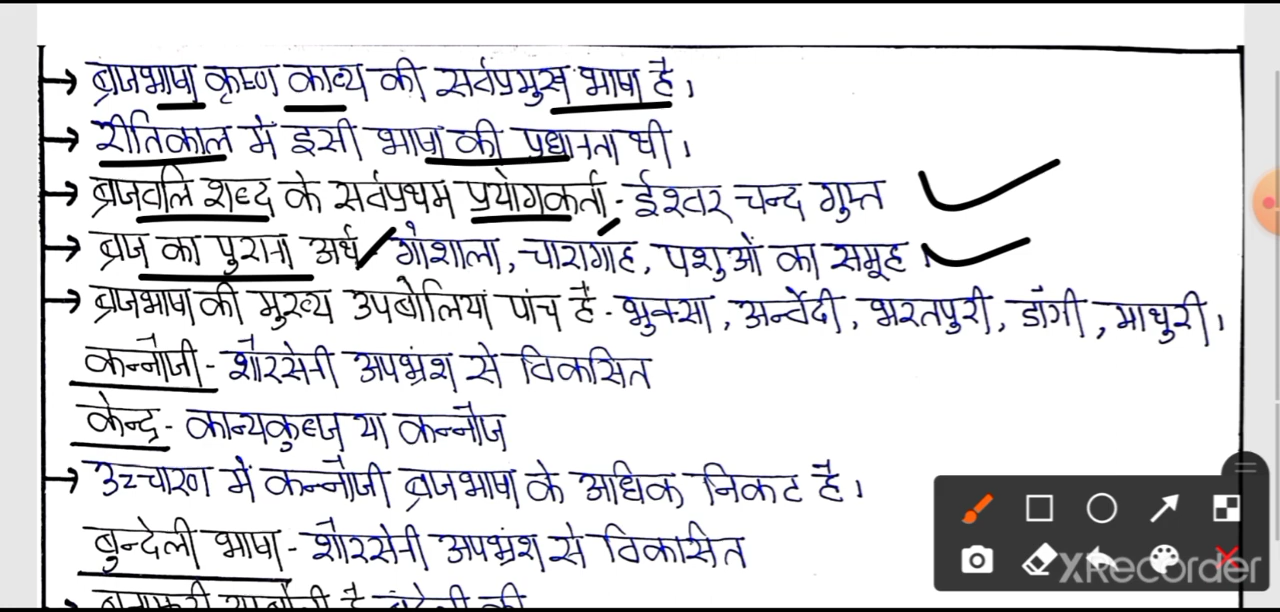 → ब्रजभाषा कृष्ण काव्य की सर्वप्रमुख भाषा है।
→ रीतिकाल में इसी भाषा की प्रधानता थी।
→ ब्रजवलि शब्द के सर्वप्रथम प्रयोगकर्ता - ईश्वर चन्द गुप्त
→ ब्रज का पुराना अर्थ गौशाला, चारागाह, पशुओं का समूह।
→ ब्रजभाषा की मुख्य उपबोलियां पांच है - भुक्सा, अन्र्वेदी, भरतपुरी, डाँगी, माथुरी।
कन्नौजी - शौरसेनी अपभ्रंश से विकसित
केन्द्र - कान्यकुब्ज या कन्नौज
→ उच्चारण में कन्नौजी ब्रजभाषा के अधिक निकट है।
बुन्देली भाषा - शौरसेनी अपभ्रंश से विकसित
XRecorder